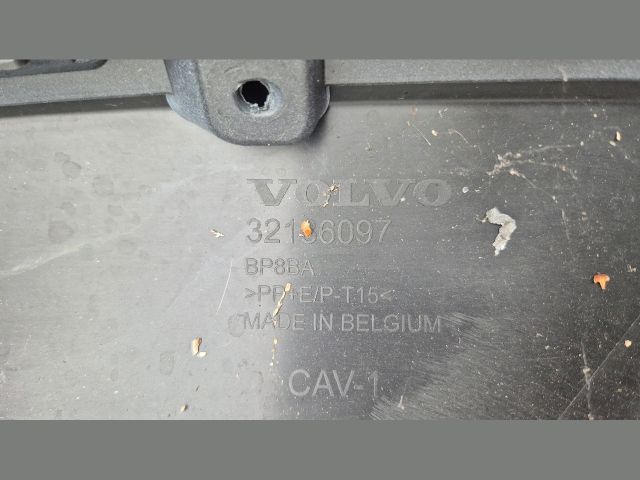 VOLVO
32136097
BP8BA
>PP+E/P-T15<
MADE IN BELGIUM
CAV-1